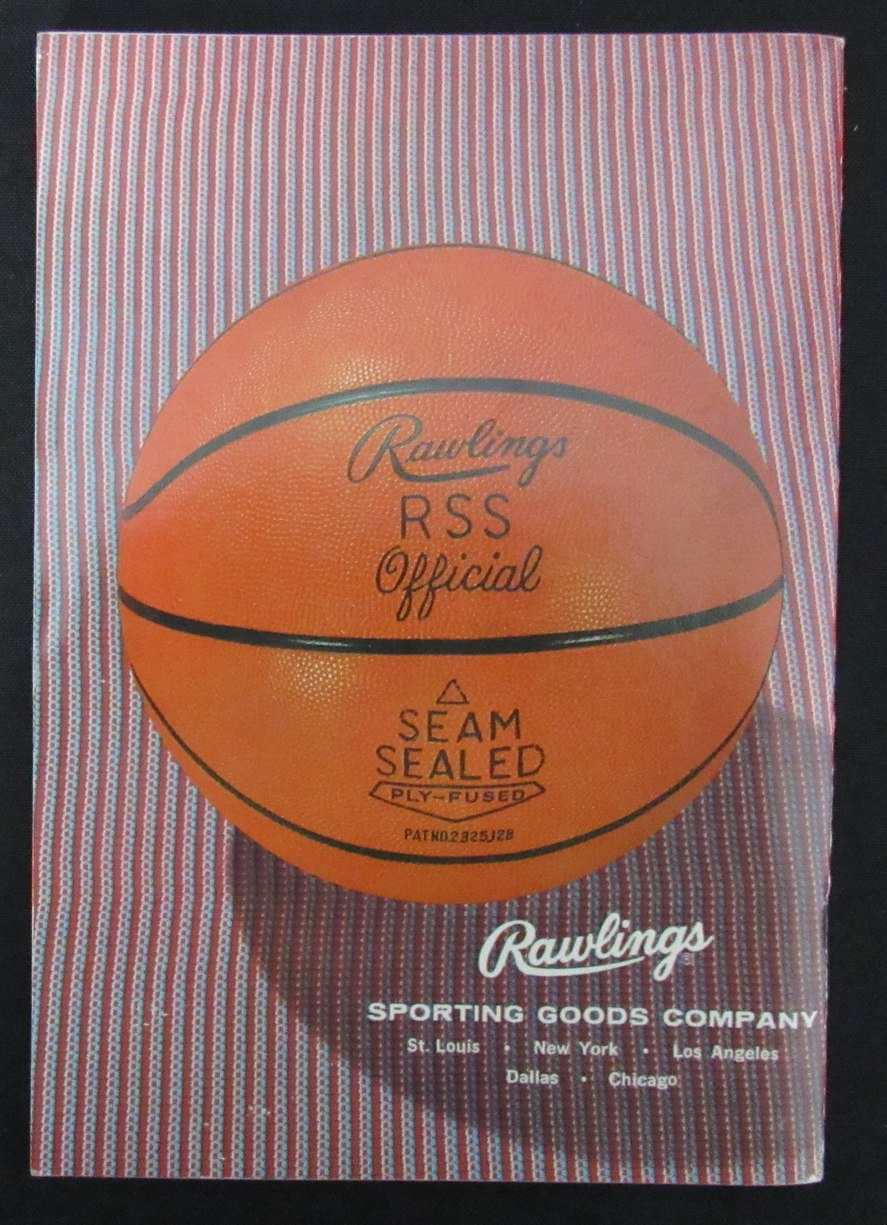 Rawlings
RSS
Official
SEAM
SEALED
PLY-FUSED
PAT NO. 2325128
Rawlings®
SPORTING GOODS COMPANY
St. Louis • New York • Los Angeles
Dallas • Chicago